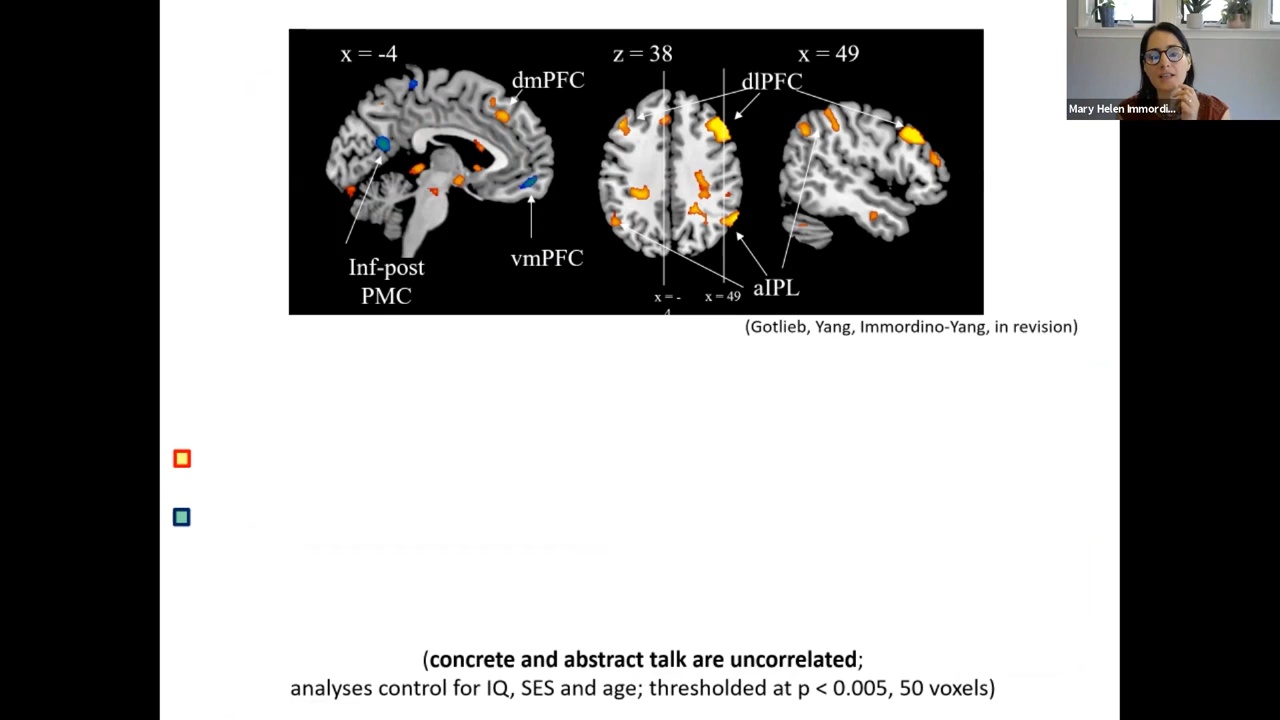 x = -4
z = 38
x = 49
dmPFC
dlPFC
Mary Helen Immordi...
Inf-post
PMC
vmPFC
aIPL
x = -
4
x = 49
(Gotlieb, Yang, Immordino-Yang, in revision)
(concrete and abstract talk are uncorrelated;
analyses control for IQ, SES and age; thresholded at p < 0.005, 50 voxels)